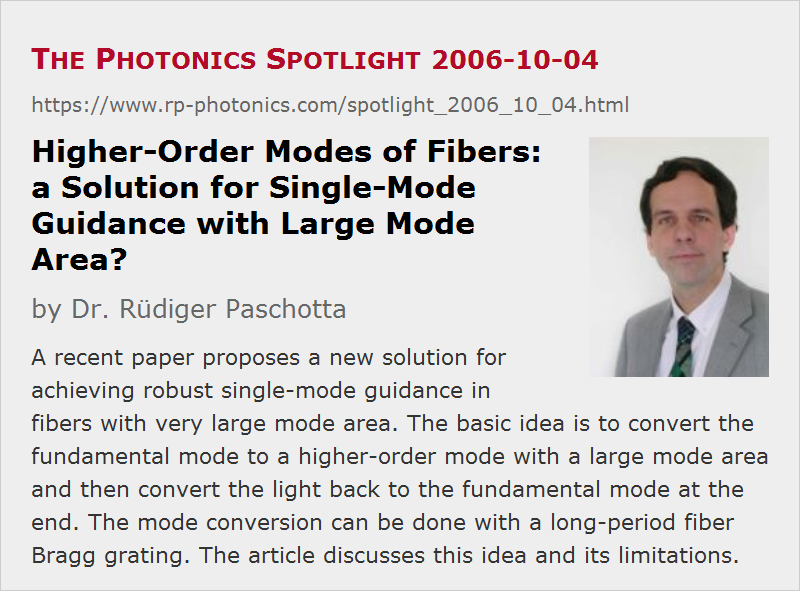 The Photonics Spotlight 2006-10-04
https://www.rp-photonics.com/spotlight_2006_10_04.html
Higher-Order Modes of Fibers:
a Solution for Single-Mode
Guidance with Large Mode
Area?
by Dr. Rüdiger Paschotta
A recent paper proposes a new solution for
achieving robust single-mode guidance in
fibers with very large mode area. The basic idea is to convert the
fundamental mode to a higher-order mode with a large mode area
and then convert the light back to the fundamental mode at the
end. The mode conversion can be done with a long-period fiber
Bragg grating. The article discusses this idea and its limitations.